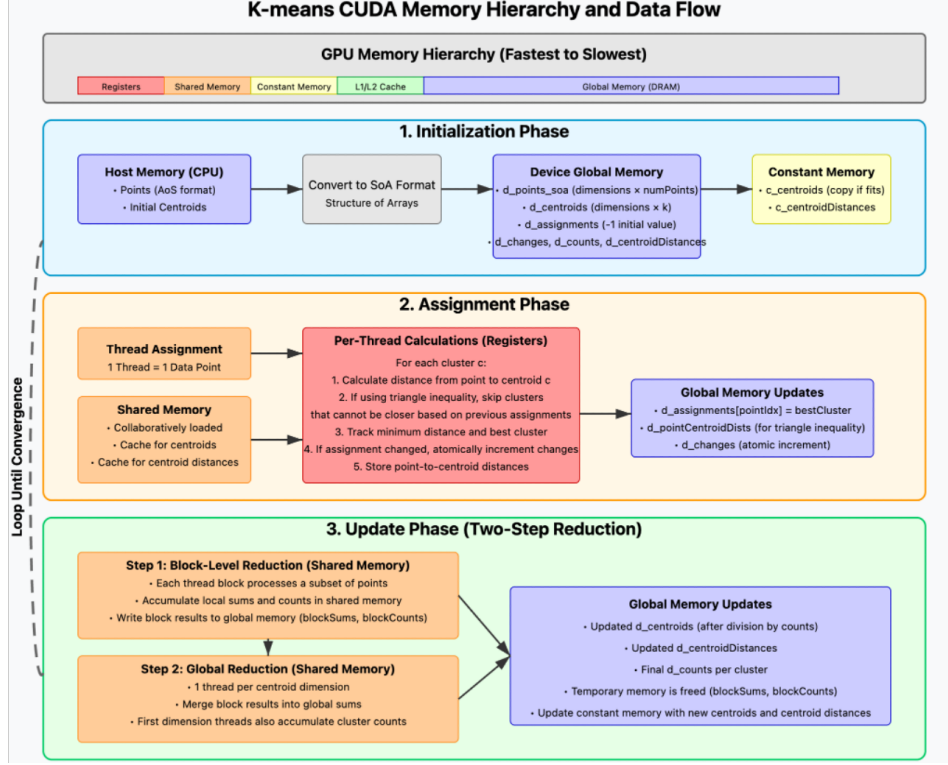 K-means CUDA Memory Hierarchy and Data Flow
GPU Memory Hierarchy (Fastest to Slowest)
Registers
Shared Memory
Constant Memory
L1/L2 Cache
Global Memory (DRAM)
1. Initialization Phase
Host Memory (CPU)
• Points (AoS format)
• Initial Centroids
Convert to SoA Format
Structure of Arrays
Device Global Memory
• d_points_soa (dimensions × numPoints)
• d_centroids (dimensions × k)
• d_assignments (-1 initial value)
• d_changes, d_counts, d_centroidDistances
Constant Memory
• c_centroids (copy if fits)
• c_centroidDistances
Loop Until Convergence
2. Assignment Phase
Thread Assignment
1 Thread = 1 Data Point
Shared Memory
• Collaboratively loaded
• Cache for centroids
• Cache for centroid distances
Per-Thread Calculations (Registers)
For each cluster c:
1. Calculate distance from point to centroid c
2. If using triangle inequality, skip clusters
that cannot be closer based on previous assignments
3. Track minimum distance and best cluster
4. If assignment changed, atomically increment changes
5. Store point-to-centroid distances
Global Memory Updates
• d_assignments[pointIdx] = bestCluster
• d_pointCentroidDists (for triangle inequality)
• d_changes (atomic increment)
3. Update Phase (Two-Step Reduction)
Step 1: Block-Level Reduction (Shared Memory)
• Each thread block processes a subset of points
• Accumulate local sums and counts in shared memory
• Write block results to global memory (blockSums, blockCounts)
Step 2: Global Reduction (Shared Memory)
• 1 thread per centroid dimension
• Merge block results into global sums
• First dimension threads also accumulate cluster counts
Global Memory Updates
• Updated d_centroids (after division by counts)
• Updated d_centroidDistances
• Final d_counts per cluster
• Temporary memory is freed (blockSums, blockCounts)
• Update constant memory with new centroids and centroid distances